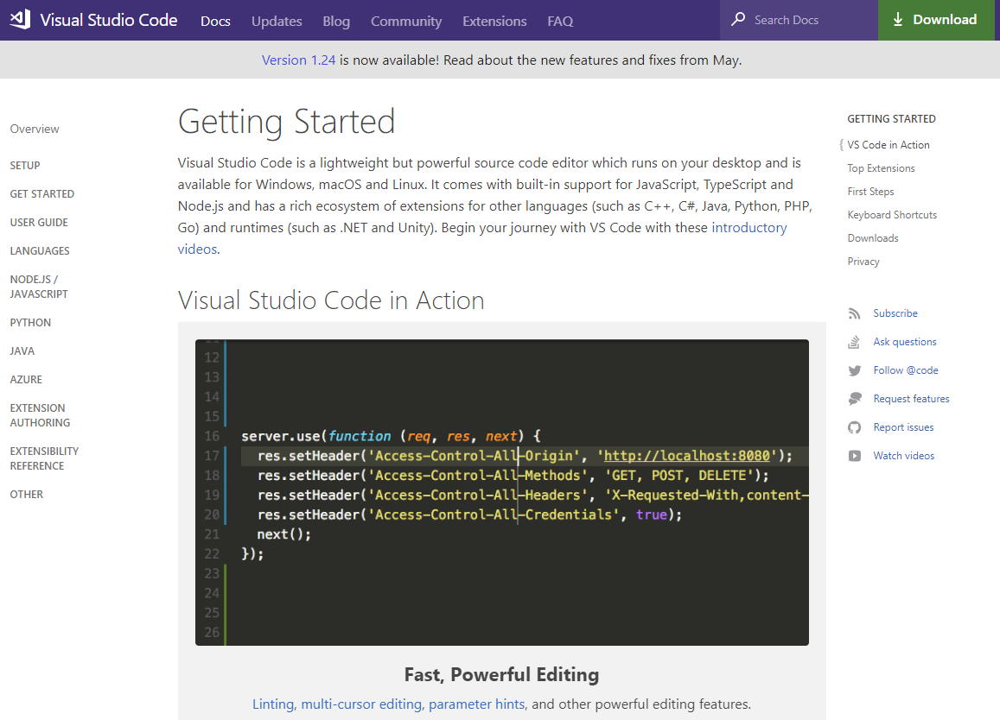 Visual Studio Code Docs Updates Blog Community Extensions FAQ Search Docs Download
Version 1.24 is now available! Read about the new features and fixes from May.
Overview
SETUP
GET STARTED
USER GUIDE
LANGUAGES
NODE.JS /
JAVASCRIPT
PYTHON
JAVA
AZURE
EXTENSION
AUTHORING
EXTENSIBILITY
REFERENCE
OTHER
Getting Started
Visual Studio Code is a lightweight but powerful source code editor which runs on your desktop and is
available for Windows, macOS and Linux. It comes with built-in support for JavaScript, TypeScript and
Node.js and has a rich ecosystem of extensions for other languages (such as C++, C#, Java, Python, PHP,
Go) and runtimes (such as .NET and Unity). Begin your journey with VS Code with these introductory
videos.
Visual Studio Code in Action
12
13
14
15
16 server.use(function (req, res, next) {
17 res.setHeader('Access-Control-All-Origin', 'http://localhost:8080');
18 res.setHeader('Access-Control-All-Methods', 'GET, POST, DELETE');
19 res.setHeader('Access-Control-All-Headers', 'X-Requested-With,content-
20 res.setHeader('Access-Control-All-Credentials', true);
21 next();
22 });
23
24
25
26
Fast, Powerful Editing
Linting, multi-cursor editing, parameter hints, and other powerful editing features.
GETTING STARTED
{ VS Code in Action
Top Extensions
First Steps
Keyboard Shortcuts
Downloads
Privacy
Subscribe
Ask questions
Follow @code
Request features
Report issues
Watch videos